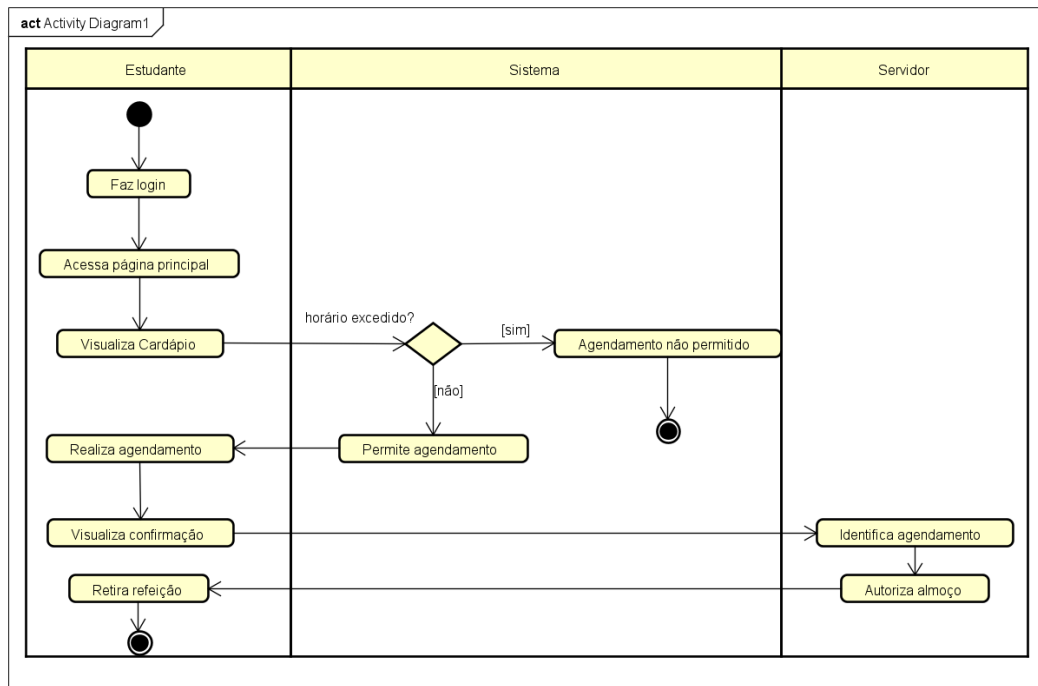 act Activity Diagram1
Estudante
Sistema
Servidor
Faz login
Acessa página principal
horário excedido?
[sim]
Visualiza Cardápio
Agendamento não permitido
[não]
Realiza agendamento
Permite agendamento
Visualiza confirmação
Identifica agendamento
Retira refeição
Autoriza almoço